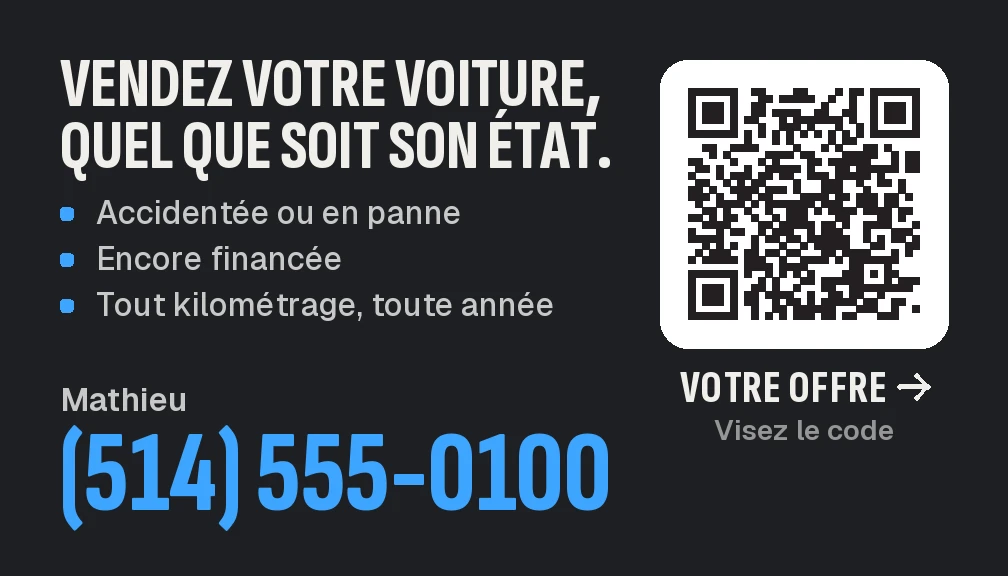 VENDEZ VOTRE VOITURE,
QUEL QUE SOIT SON ÉTAT.
Accidentée ou en panne
Encore financée
Tout kilométrage, toute année
Mathieu
(514) 555-0100
VOTRE OFFRE →
Visez le code